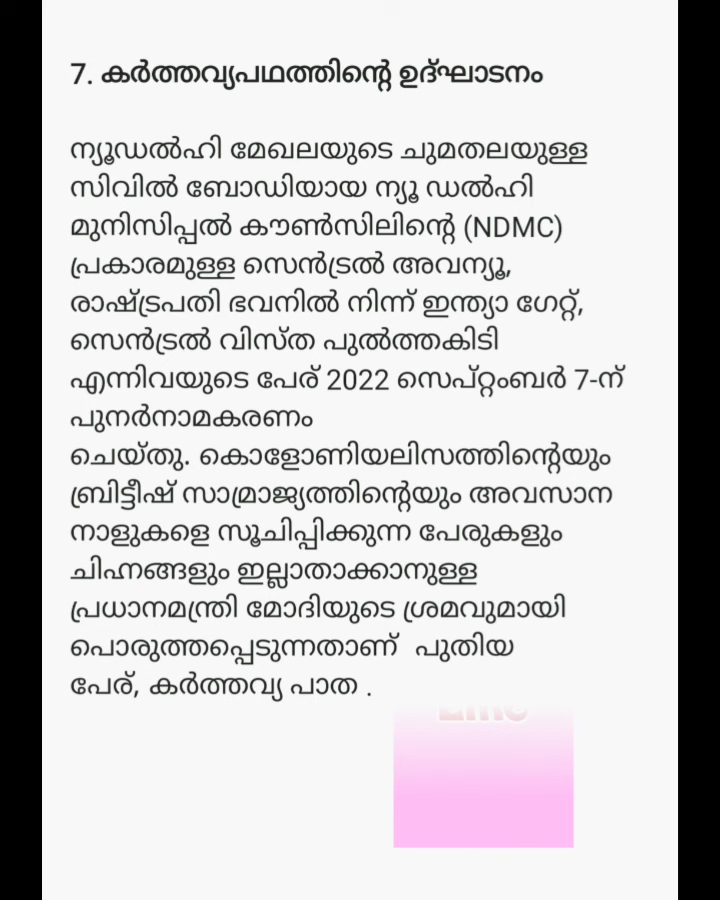 7. കർത്തവ്യപഥത്തിന്റെ ഉദ്ഘാടനം
ന്യൂഡൽഹി മേഖലയുടെ ചുമതലയുള്ള
സിവിൽ ബോഡിയായ ന്യൂ ഡൽഹി
മുനിസിപ്പൽ കൗൺസിലിന്റെ (NDMC)
പ്രകാരമുള്ള സെൻട്രൽ അവന്യൂ,
രാഷ്ട്രപതി ഭവനിൽ നിന്ന് ഇന്ത്യാ ഗേറ്റ്,
സെൻട്രൽ വിസ്ത പുൽത്തകിടി
എന്നിവയുടെ പേര് 2022 സെപ്റ്റംബർ 7-ന്
പുനർനാമകരണം
ചെയ്തു. കൊളോണിയലിസത്തിന്റെയും
ബ്രിട്ടീഷ് സാമ്രാജ്യത്തിന്റെയും അവസാന
നാളുകളെ സൂചിപ്പിക്കുന്ന പേരുകളും
ചിഹ്നങ്ങളും ഇല്ലാതാക്കാനുള്ള
പ്രധാനമന്ത്രി മോദിയുടെ ശ്രമവുമായി
പൊരുത്തപ്പെടുന്നതാണ് പുതിയ
പേര്, കർത്തവ്യ പാത .